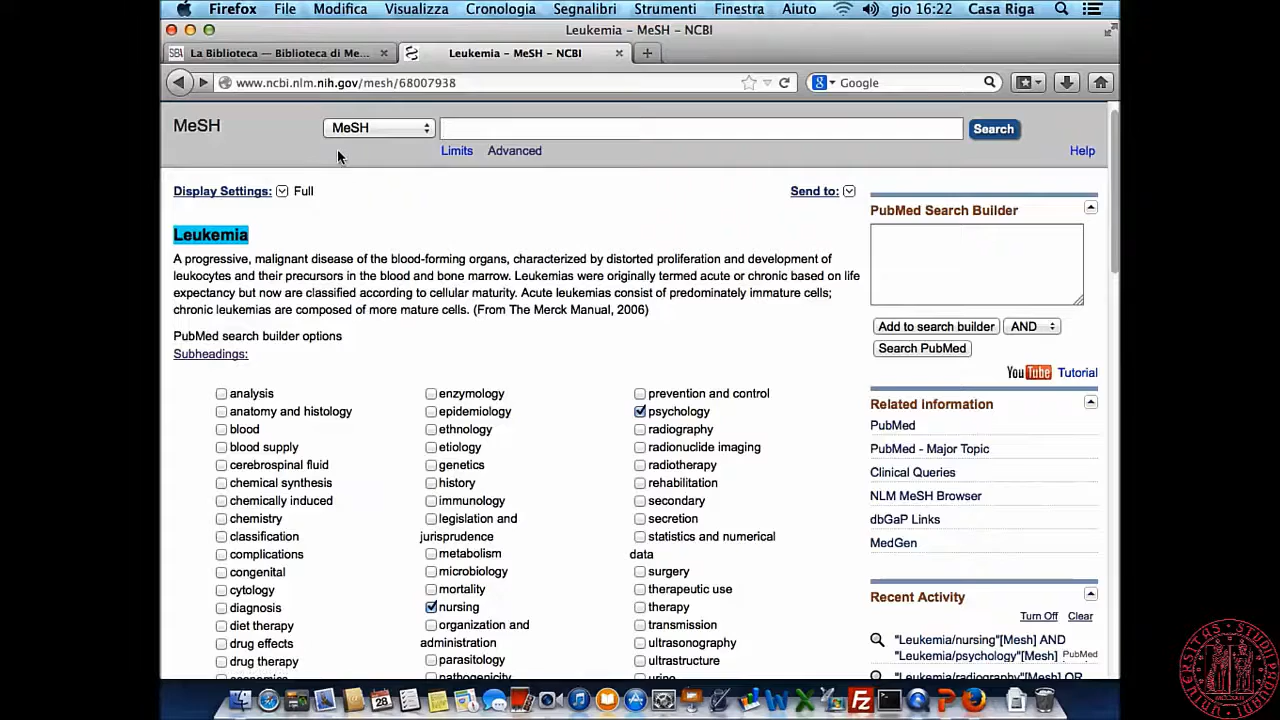 Firefox File Modifica Visualizza Cronologia Segnalibri Strumenti Finestra Aiuto gio 16:22 Casa Riga
Leukemia – MeSH – NCBI
SBA La Biblioteca — Biblioteca di Me... Leukemia – MeSH – NCBI
www.ncbi.nlm.nih.gov/mesh/68007938 Google
MeSH MeSH Search
Limits Advanced Help
Display Settings: Full Send to:
Leukemia
A progressive, malignant disease of the blood-forming organs, characterized by distorted proliferation and development of
leukocytes and their precursors in the blood and bone marrow. Leukemias were originally termed acute or chronic based on life
expectancy but now are classified according to cellular maturity. Acute leukemias consist of predominately immature cells;
chronic leukemias are composed of more mature cells. (From The Merck Manual, 2006)
PubMed search builder options
Subheadings:
analysis
anatomy and histology
blood
blood supply
cerebrospinal fluid
chemical synthesis
chemically induced
chemistry
classification
complications
congenital
cytology
diagnosis
diet therapy
drug effects
drug therapy
enzymology
epidemiology
ethnology
etiology
genetics
history
immunology
legislation and
jurisprudence
metabolism
microbiology
mortality
nursing
organization and
administration
parasitology
pathogenicity
prevention and control
psychology
radiography
radionuclide imaging
radiotherapy
rehabilitation
secondary
secretion
statistics and numerical
data
surgery
therapeutic use
therapy
transmission
ultrasonography
ultrastructure
urine
PubMed Search Builder
Add to search builder AND
Search PubMed
YouTube Tutorial
Related information
PubMed
PubMed - Major Topic
Clinical Queries
NLM MeSH Browser
dbGaP Links
MedGen
Recent Activity
Turn Off Clear
"Leukemia/nursing"[Mesh] AND
"Leukemia/psychology"[Mesh] PubMed
"Leukemia/radiography"[Mesh] OR
28